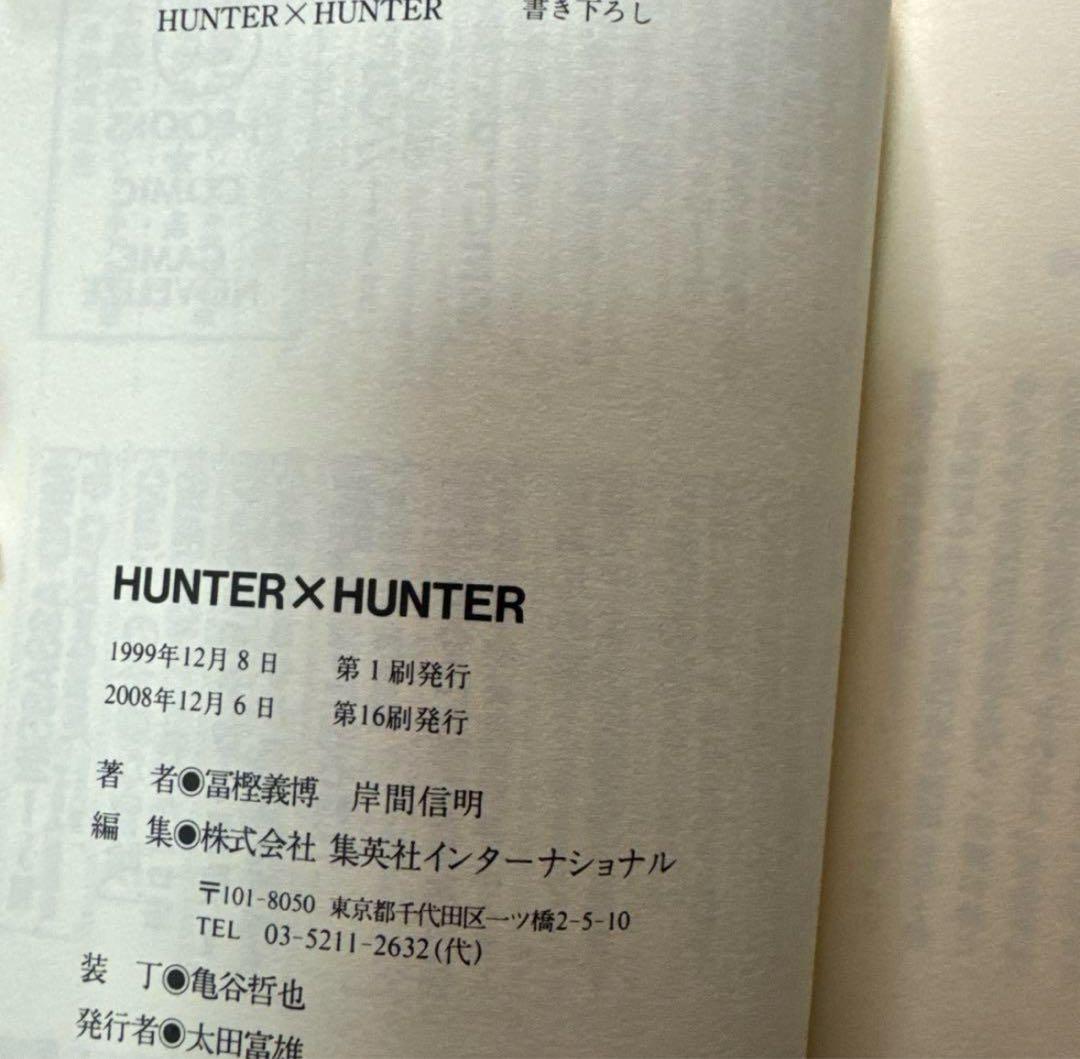 HUNTER×HUNTER 書き下ろし
HUNTER×HUNTER
1999年12月8日 第1刷発行
2008年12月6日 第16刷発行
著 者◉冨樫義博 岸間信明
編 集◉株式会社 集英社インターナショナル
〒101-8050 東京都千代田区一ツ橋2-5-10
TEL 03-5211-2632(代)
装 丁◉亀谷哲也
発行者◉太田富雄